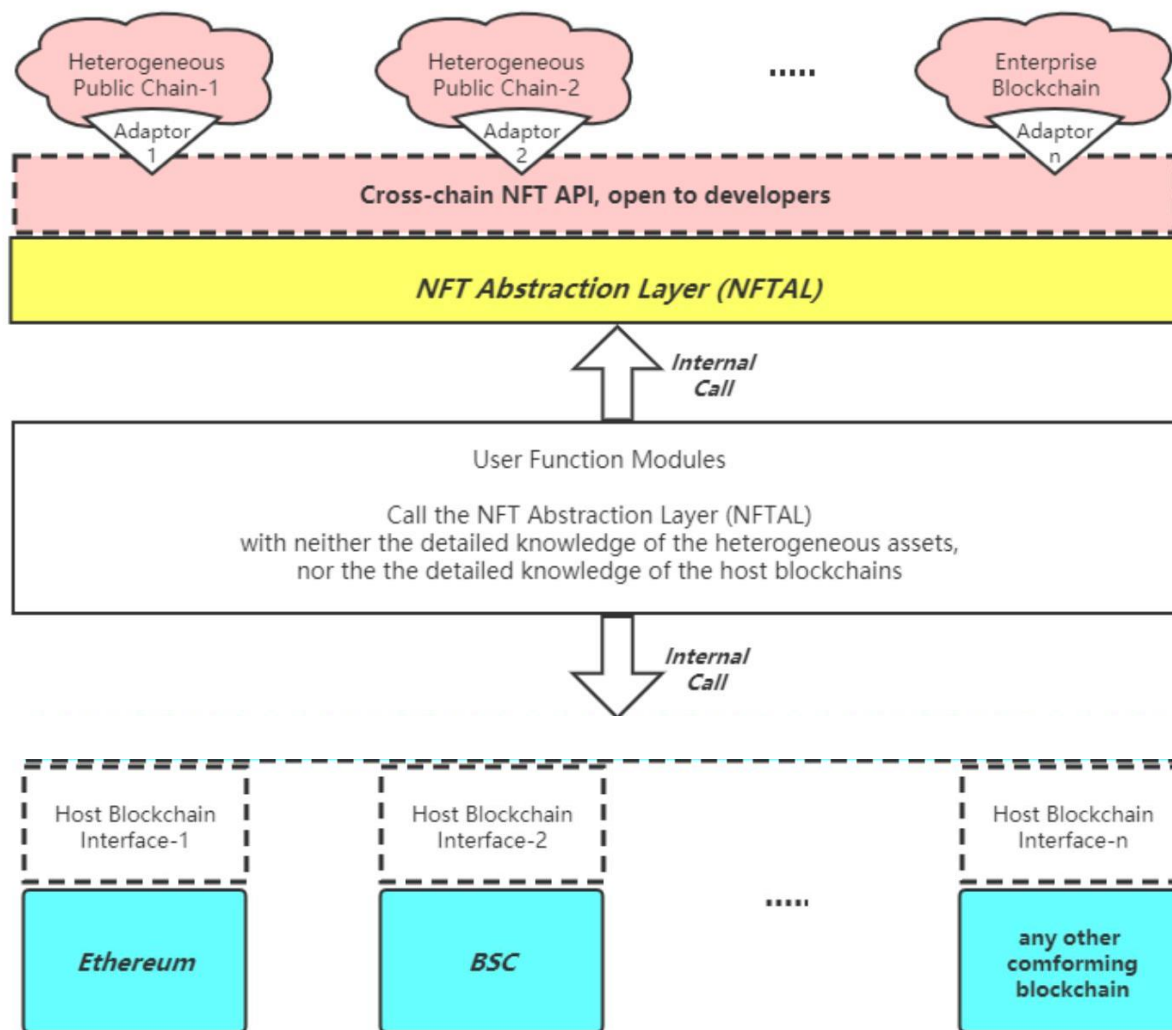 Heterogeneous
Public Chain-1
Adaptor
1
Heterogeneous
Public Chain-2
Adaptor
2
.....
Enterprise
Blockchain
Adaptor
n
Cross-chain NFT API, open to developers
NFT Abstraction Layer (NFTAL)
Internal
Call
User Function Modules
Call the NFT Abstraction Layer (NFTAL)
with neither the detailed knowledge of the heterogeneous assets,
nor the the detailed knowledge of the host blockchains
Internal
Call
Host Blockchain
Interface-1
Host Blockchain
Interface-2
Host Blockchain
Interface-n
Ethereum
BSC
.....
any other
comforming
blockchain